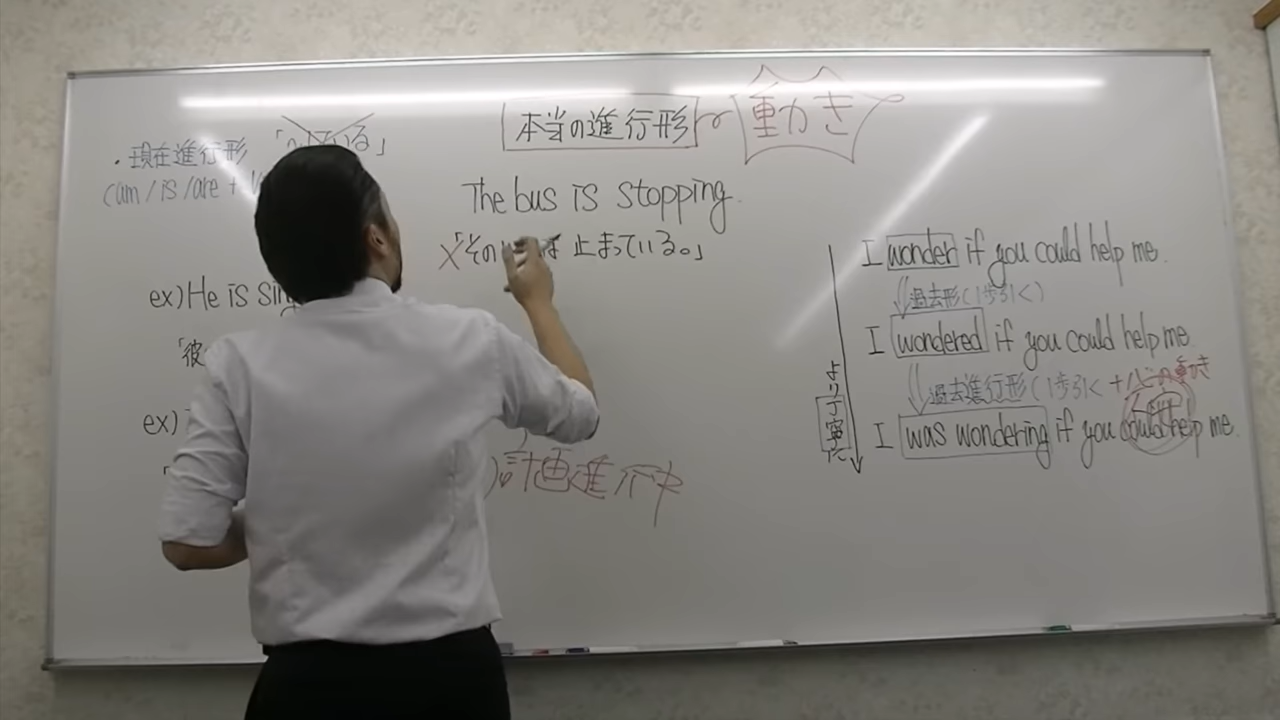 本当の進行形 動き
・現在進行形 「 いる」
(am / is / are +
The bus is stopping.
×「その は 止まっている。」
ex) He is sing
「彼
ex)
計画進行中
I wonder if you could help me.
過去形(1歩引く)
I wondered if you could help me.
過去進行形(1歩引く + 心の動き
I was wondering if you could help me.
より丁寧に